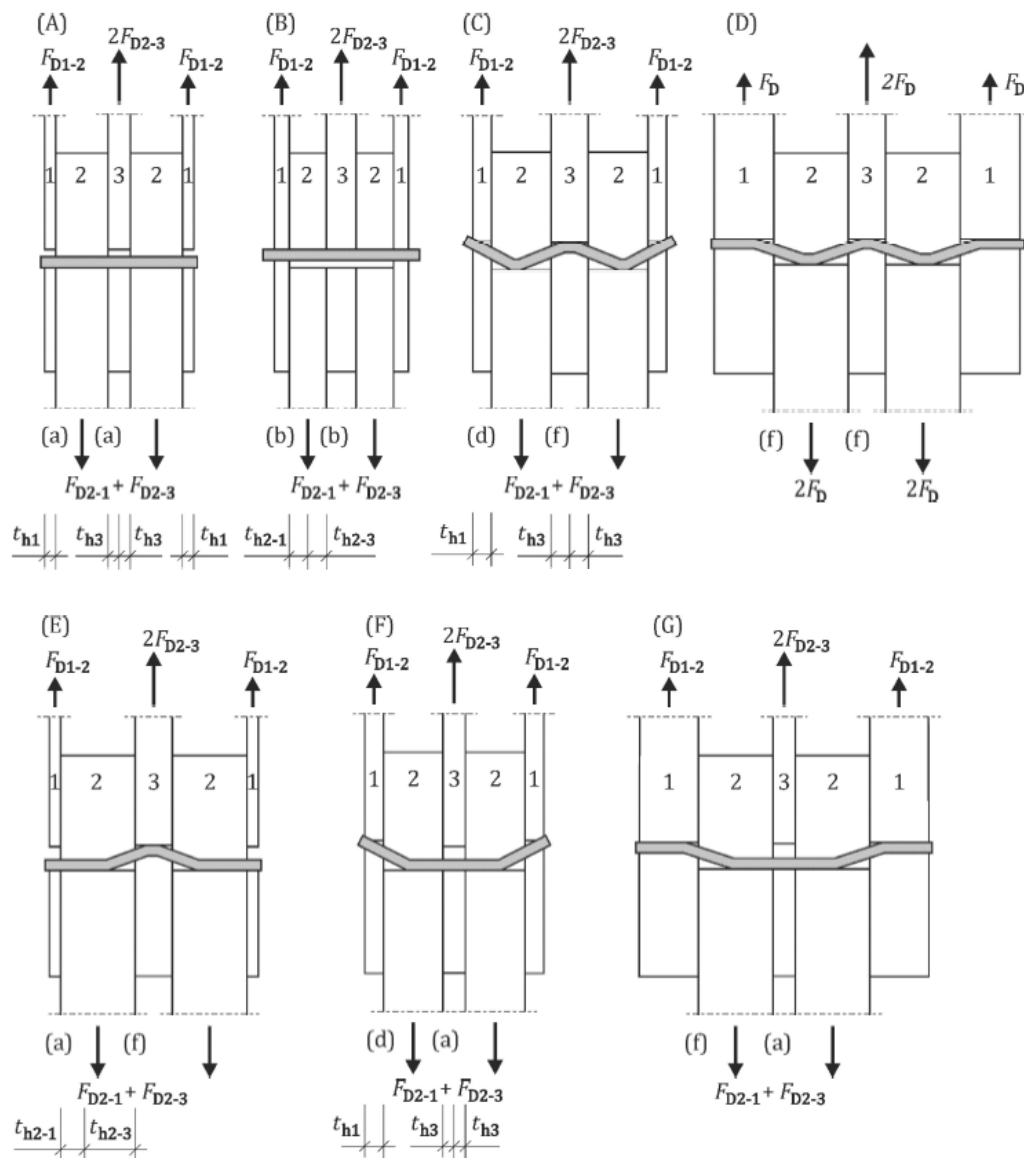 (A) (B) (C) (D)
2F_D2-3 2F_D2-3 2F_D2-3
F_D1-2 F_D1-2 F_D1-2 F_D1-2 F_D1-2 F_D1-2 F_D 2F_D F_D
1 2 3 2 1 1 2 3 2 1 1 2 3 2 1 1 2 3 2 1
(a) (a) (b) (b) (d) (f) (f) (f)
F_D2-1 + F_D2-3 F_D2-1 + F_D2-3 F_D2-1 + F_D2-3 2F_D 2F_D
t_h1 t_h3 t_h3 t_h1 t_h2-1 t_h2-3 t_h1 t_h3 t_h3
(E) (F) (G)
2F_D2-3 2F_D2-3 2F_D2-3
F_D1-2 F_D1-2 F_D1-2 F_D1-2 F_D1-2 F_D1-2
1 2 3 2 1 1 2 3 2 1 1 2 3 2 1
(a) (f) (d) (a) (f) (a)
F_D2-1 + F_D2-3 F_D2-1 + F_D2-3 F_D2-1 + F_D2-3
t_h2-1 t_h2-3 t_h1 t_h3 t_h3